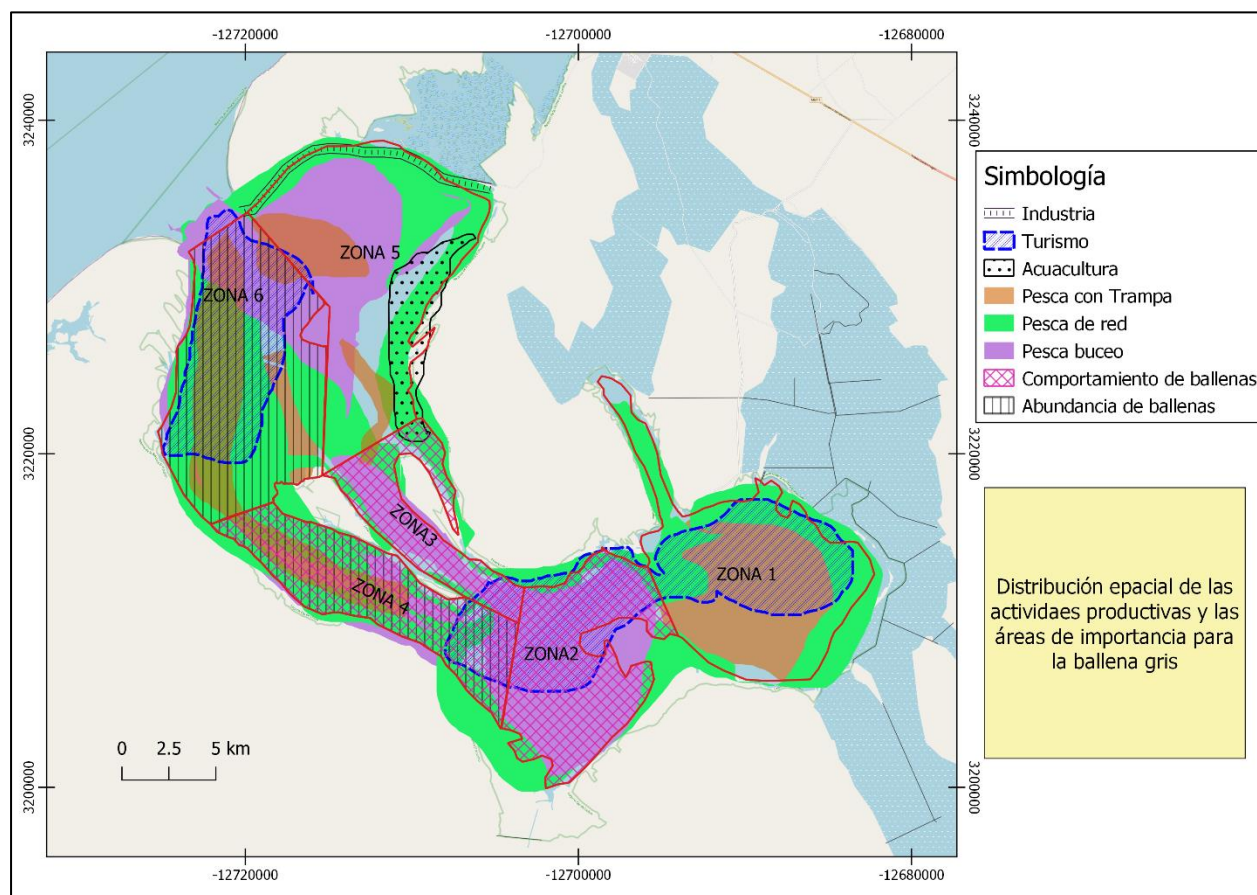 -12720000
-12700000
-12680000
3240000
3240000
ZONA 5
ZONA 6
3220000
3220000
ZONA3
ZONA 1
ZONA 4
ZONA2
0 2.5 5 km
3200000
3200000
-12720000
-12700000
-12680000
Simbología
Industria
Turismo
Acuacultura
Pesca con Trampa
Pesca de red
Pesca buceo
Comportamiento de ballenas
Abundancia de ballenas
Distribución epacial de las
actividaes productivas y las
áreas de importancia para
la ballena gris